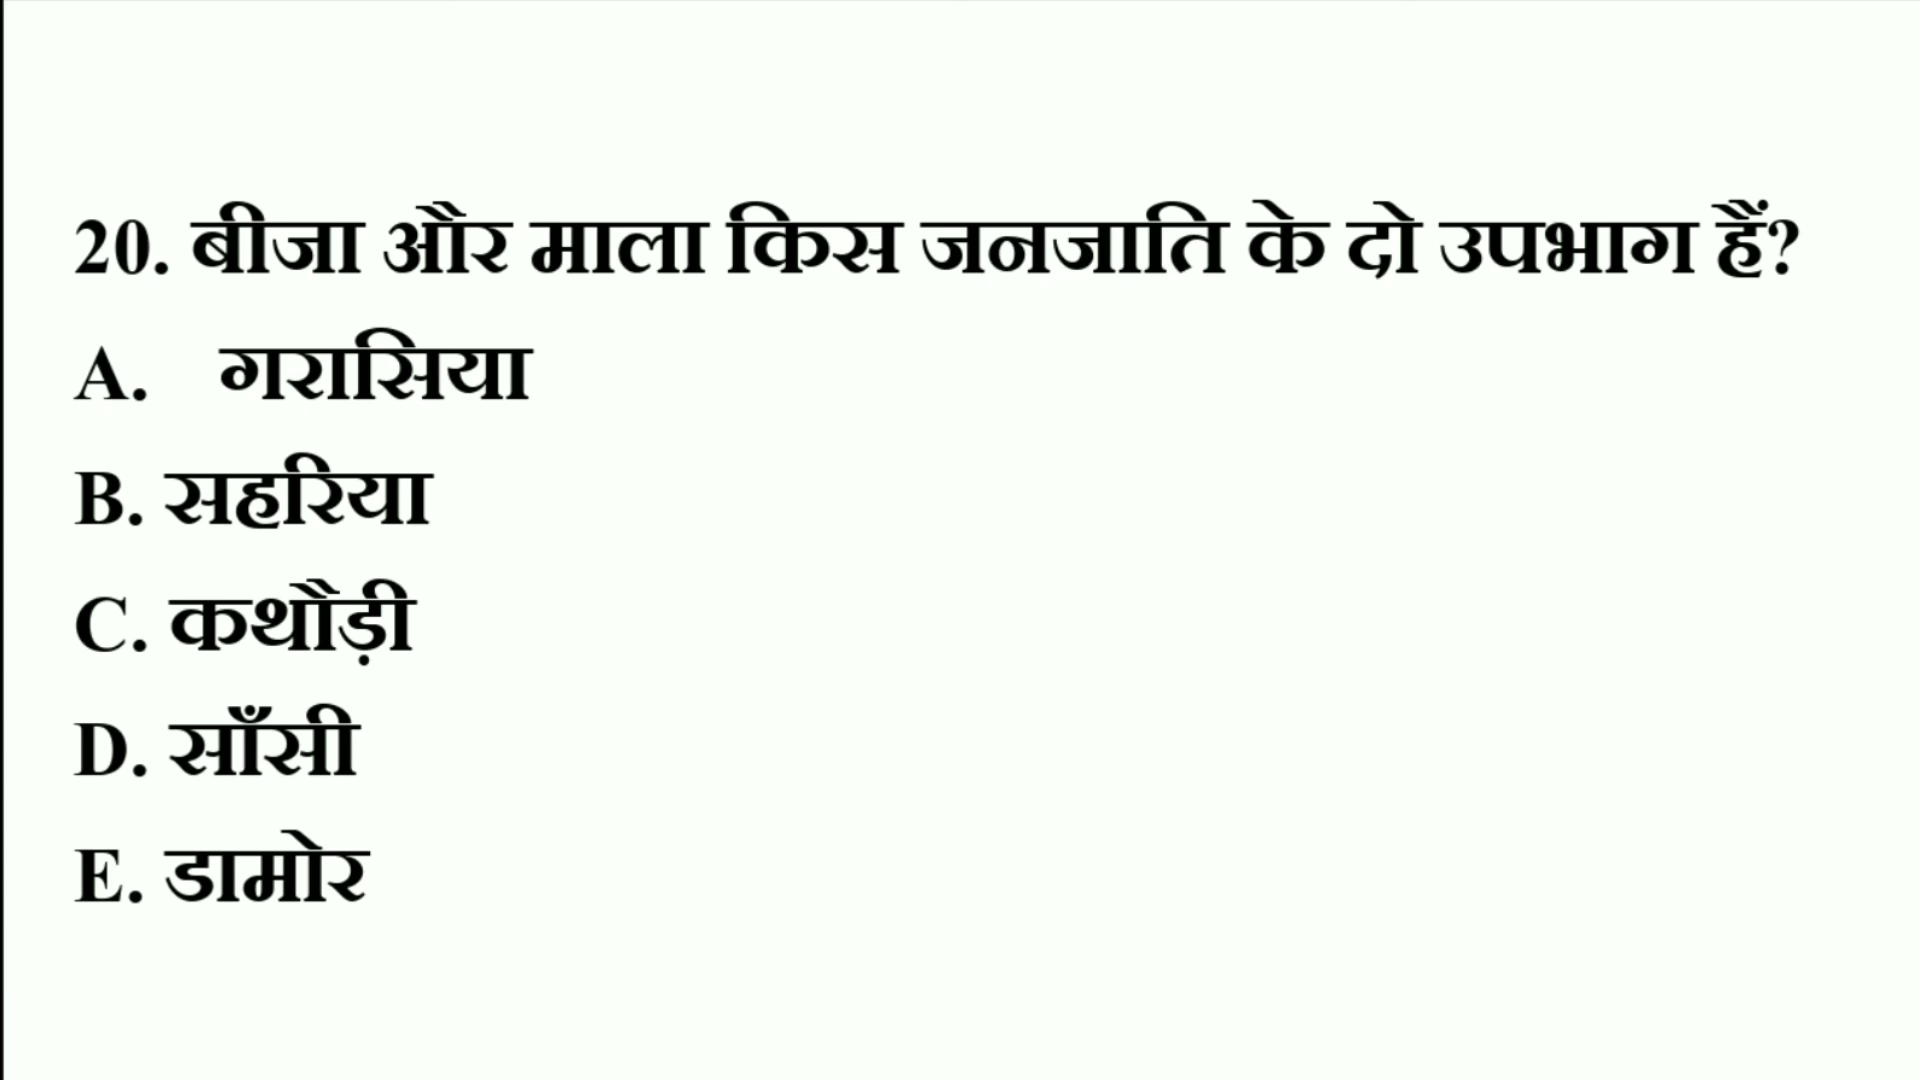 20. बीजा और माला किस जनजाति के दो उपभाग हैं?
A. गरासिया
B. सहरिया
C. कथौड़ी
D. साँसी
E. डामोर